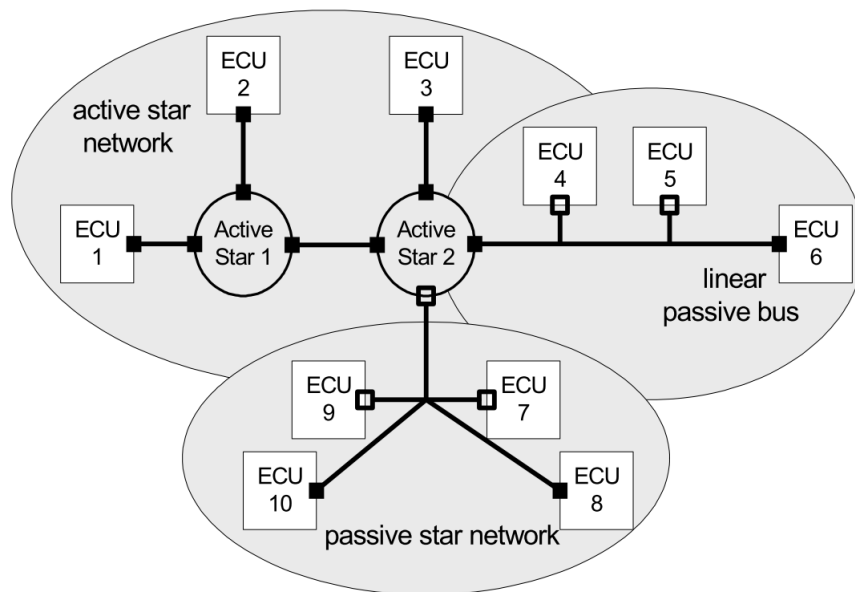 active star
network
ECU
2
ECU
3
ECU
4
ECU
5
ECU
1
Active
Star 1
Active
Star 2
ECU
6
linear
passive bus
ECU
9
ECU
7
ECU
10
ECU
8
passive star network